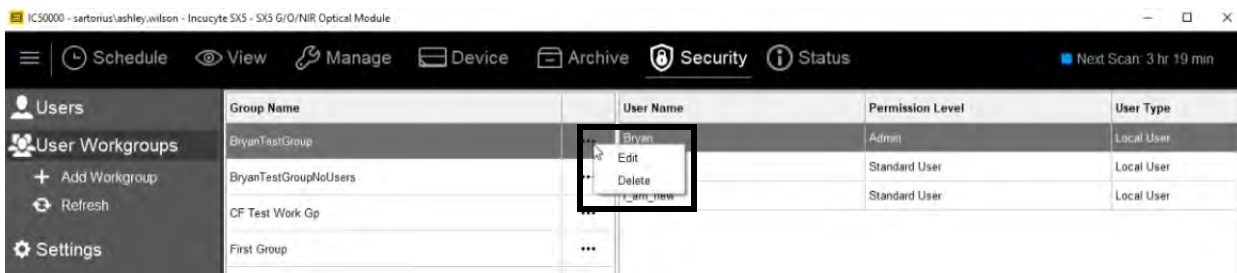 IC50000 - sartorius\ashley.wilson - Incucyte SX5 - SX5 G/O/NIR Optical Module
Schedule View Manage Device Archive Security Status Next Scan: 3 hr 19 min
Users Group Name User Name Permission Level User Type
User Workgroups BryanTestGroup ... Bryan Admin Local User
Edit
+ Add Workgroup BryanTestGroupNoUsers Delete Standard User Local User
Refresh CF Test Work Gp ... i_am_new Standard User Local User
Settings First Group ...